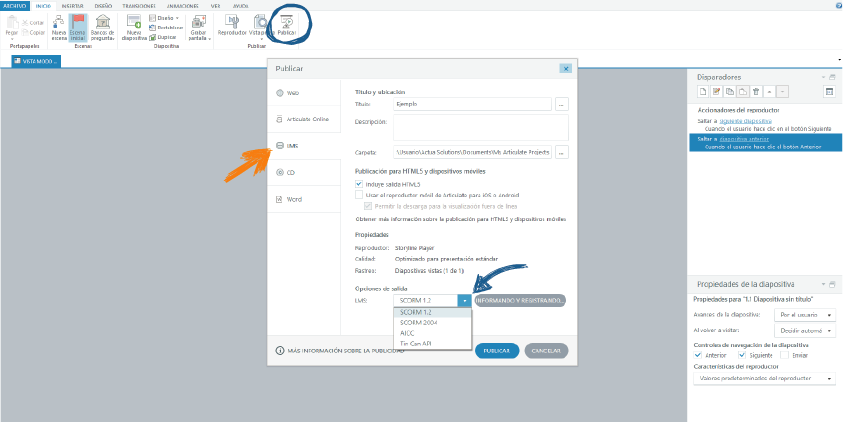 ARCHIVO INICIO INSERTAR DISEÑO TRANSICIONES ANIMACIONES VER AYUDA
Pegar Cortar Copiar
Nueva escena Escena inicial Bancos de pregunta
Nueva diapositiva Diseño Duplicar
Grabar pantalla Reproductor Vista previa Publicar
Portapapeles Escenas Diapositiva Publicar
VISTA MODO...
Publicar
Web
Articulate Online
LMS
CD
Word
Título y ubicación
Título: Ejemplo ...
Descripción:
Carpeta: \Usuario\Actua Solutions\Documents\My Articulate Projects ...
Publicación para HTML5 y dispositivos móviles
Incluye salida HTML5
Usar el reproductor móvil de Articulate para iOS o Android
Permitir la descarga para la visualización fuera de línea
Obtener más información sobre la publicación para HTML5 y dispositivos móviles
Propiedades
Reproductor: Storyline Player
Calidad: Optimizado para presentación estándar
Rastreo: Diapositivas vistas (1 de 1)
Opciones de salida
LMS: SCORM 1.2 INFORMANDO Y REGISTRANDO...
SCORM 1.2
SCORM 2004
AICC
Tin Can API
MÁS INFORMACIÓN SOBRE LA PUBLICIDAD PUBLICAR CANCELAR
Disparadores
Accionadores del reproductor
Saltar a siguiente diapositiva
Cuando el usuario hace clic en el botón Siguiente
Saltar a diapositiva anterior
Cuando el usuario hace clic en el botón Anterior
Propiedades de la diapositiva
Propiedades para "1.1 Diapositiva sin título"
Avances de la diapositiva: Por el usuario
Al volver a visitar: Decidir automá
Controles de navegación de la diapositiva
Anterior Siguiente Enviar
Características del reproductor
Valores predeterminados del reproductor